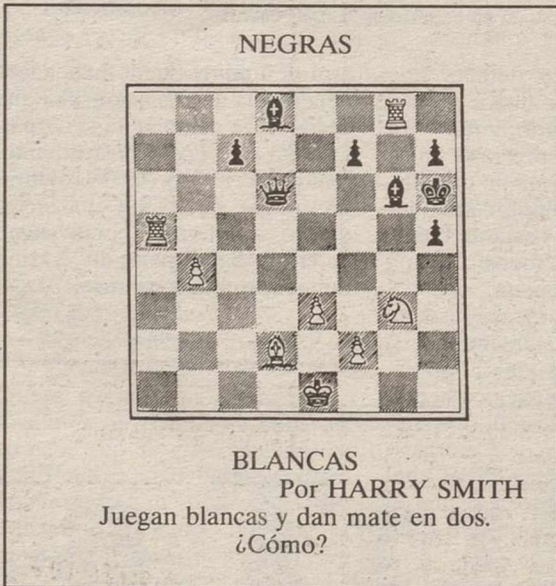 NEGRAS
BLANCAS
Por HARRY SMITH
Juegan blancas y dan mate en dos.
¿Cómo?